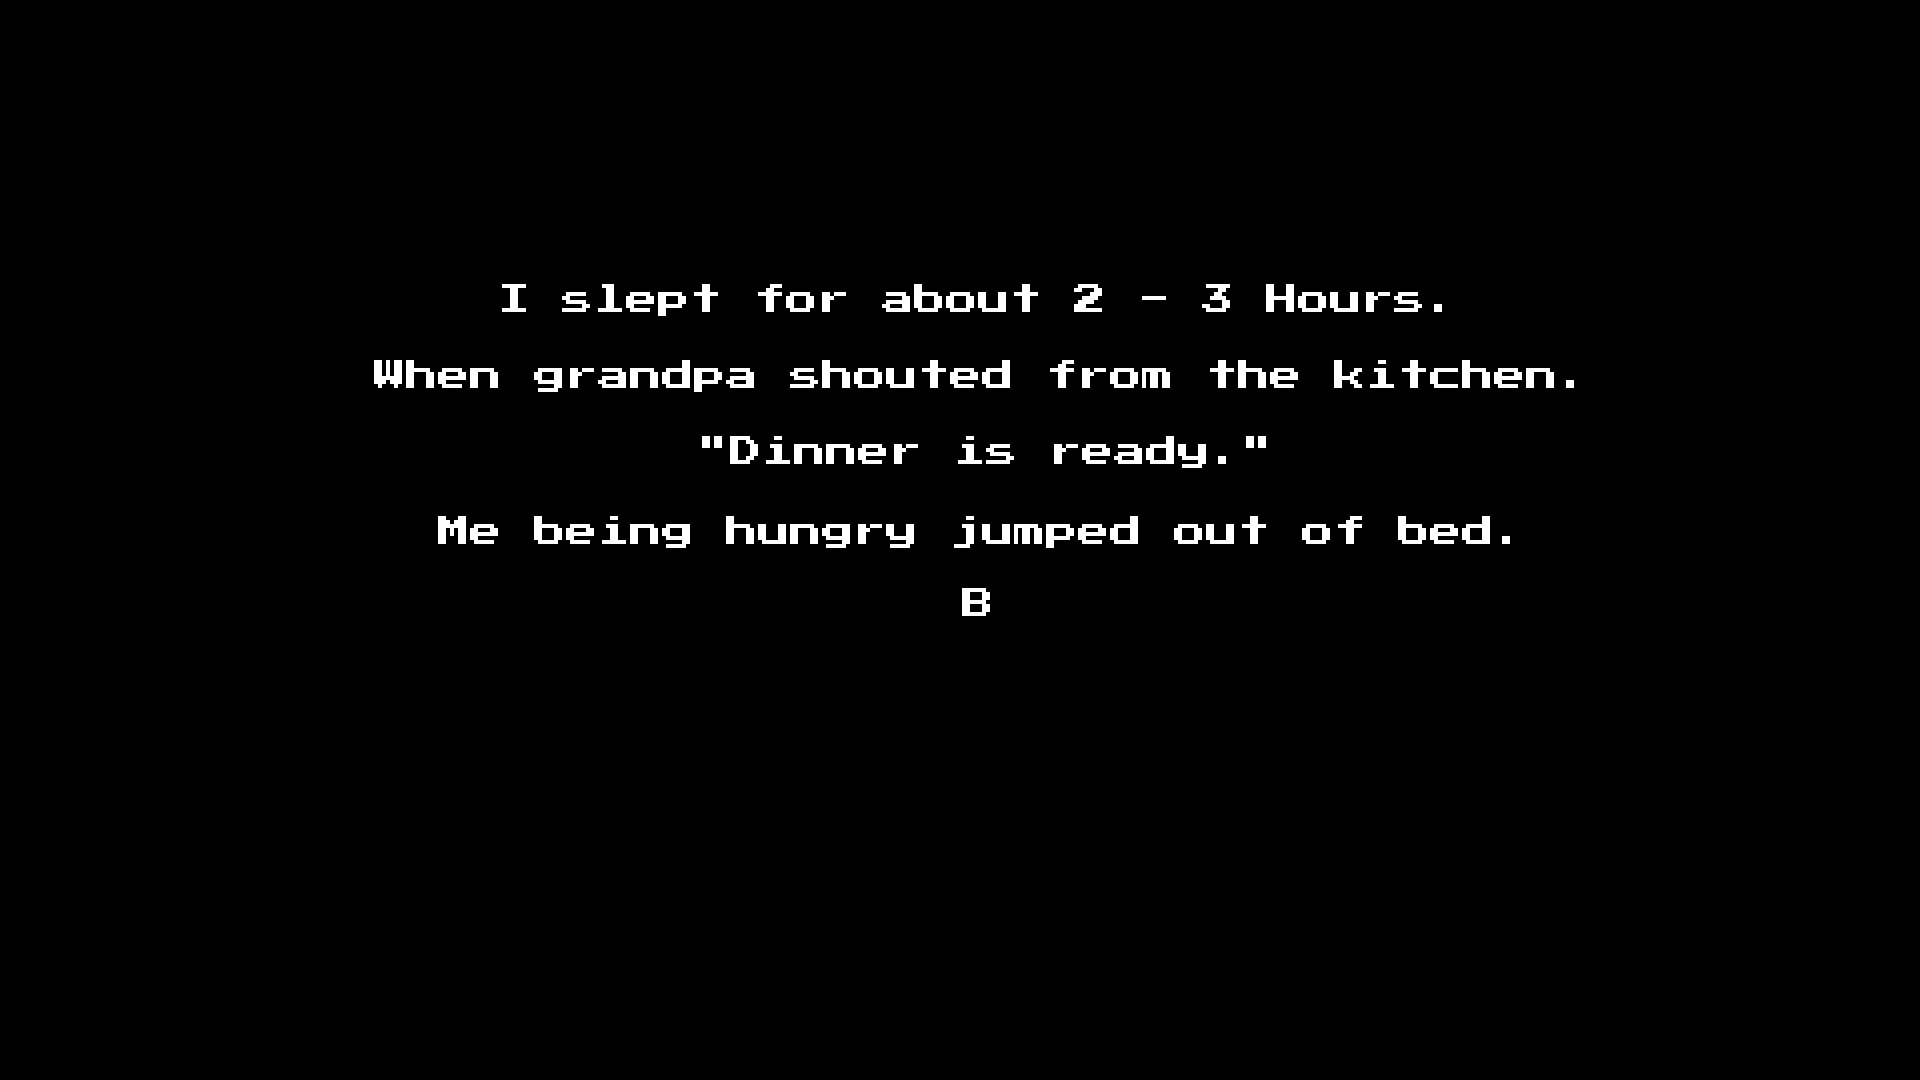 I slept for about 2 - 3 Hours.
When grandpa shouted from the kitchen.
"Dinner is ready."
Me being hungry jumped out of bed.
B